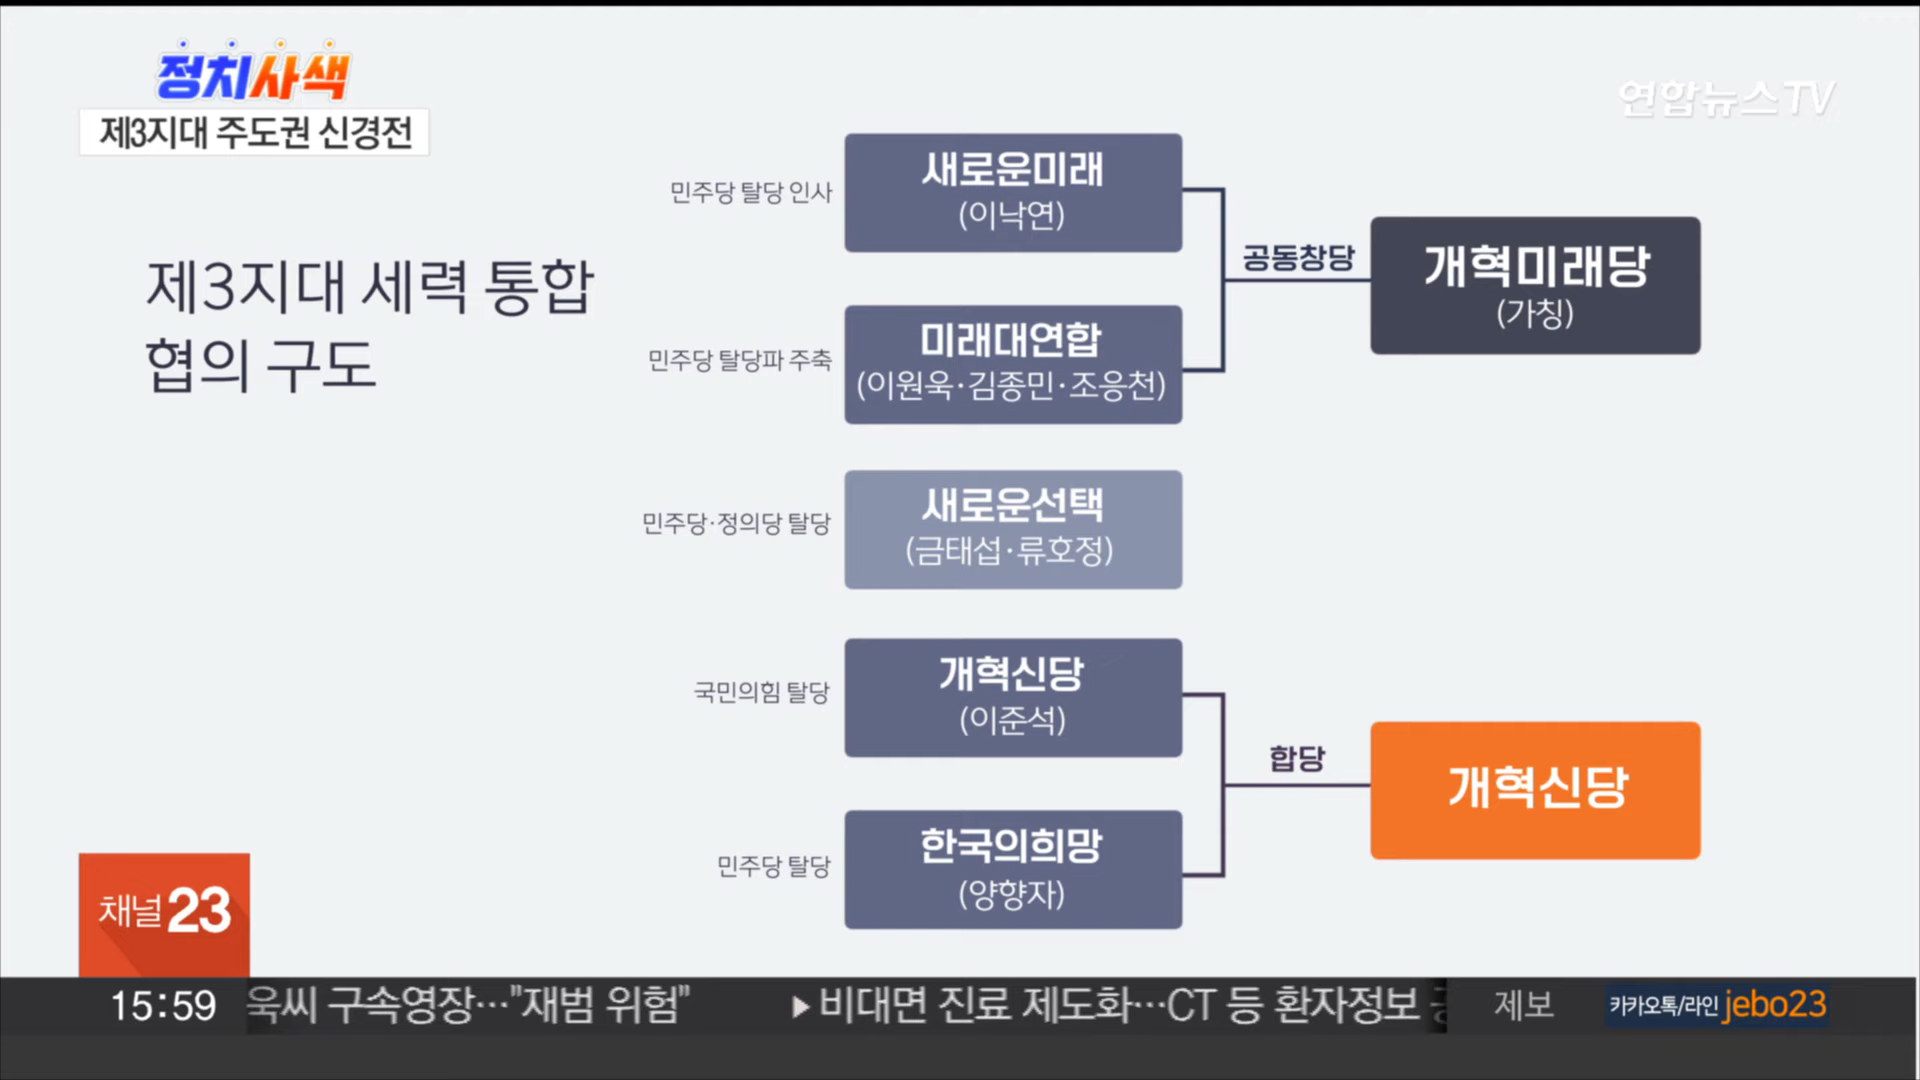 정치사색
제3지대 주도권 신경전
연합뉴스TV
제3지대 세력 통합
협의 구도
민주당 탈당 인사
새로운미래
(이낙연)
민주당 탈당파 주축
미래대연합
(이원욱·김종민·조응천)
공동창당
개혁미래당
(가칭)
민주당·정의당 탈당
새로운선택
(금태섭·류호정)
국민의힘 탈당
개혁신당
(이준석)
민주당 탈당
한국의희망
(양향자)
합당
개혁신당
채널 23
15:59 욱씨 구속영장…"재범 위험" ▶비대면 진료 제도화…CT 등 환자정보 제보 카카오톡/라인 jebo23